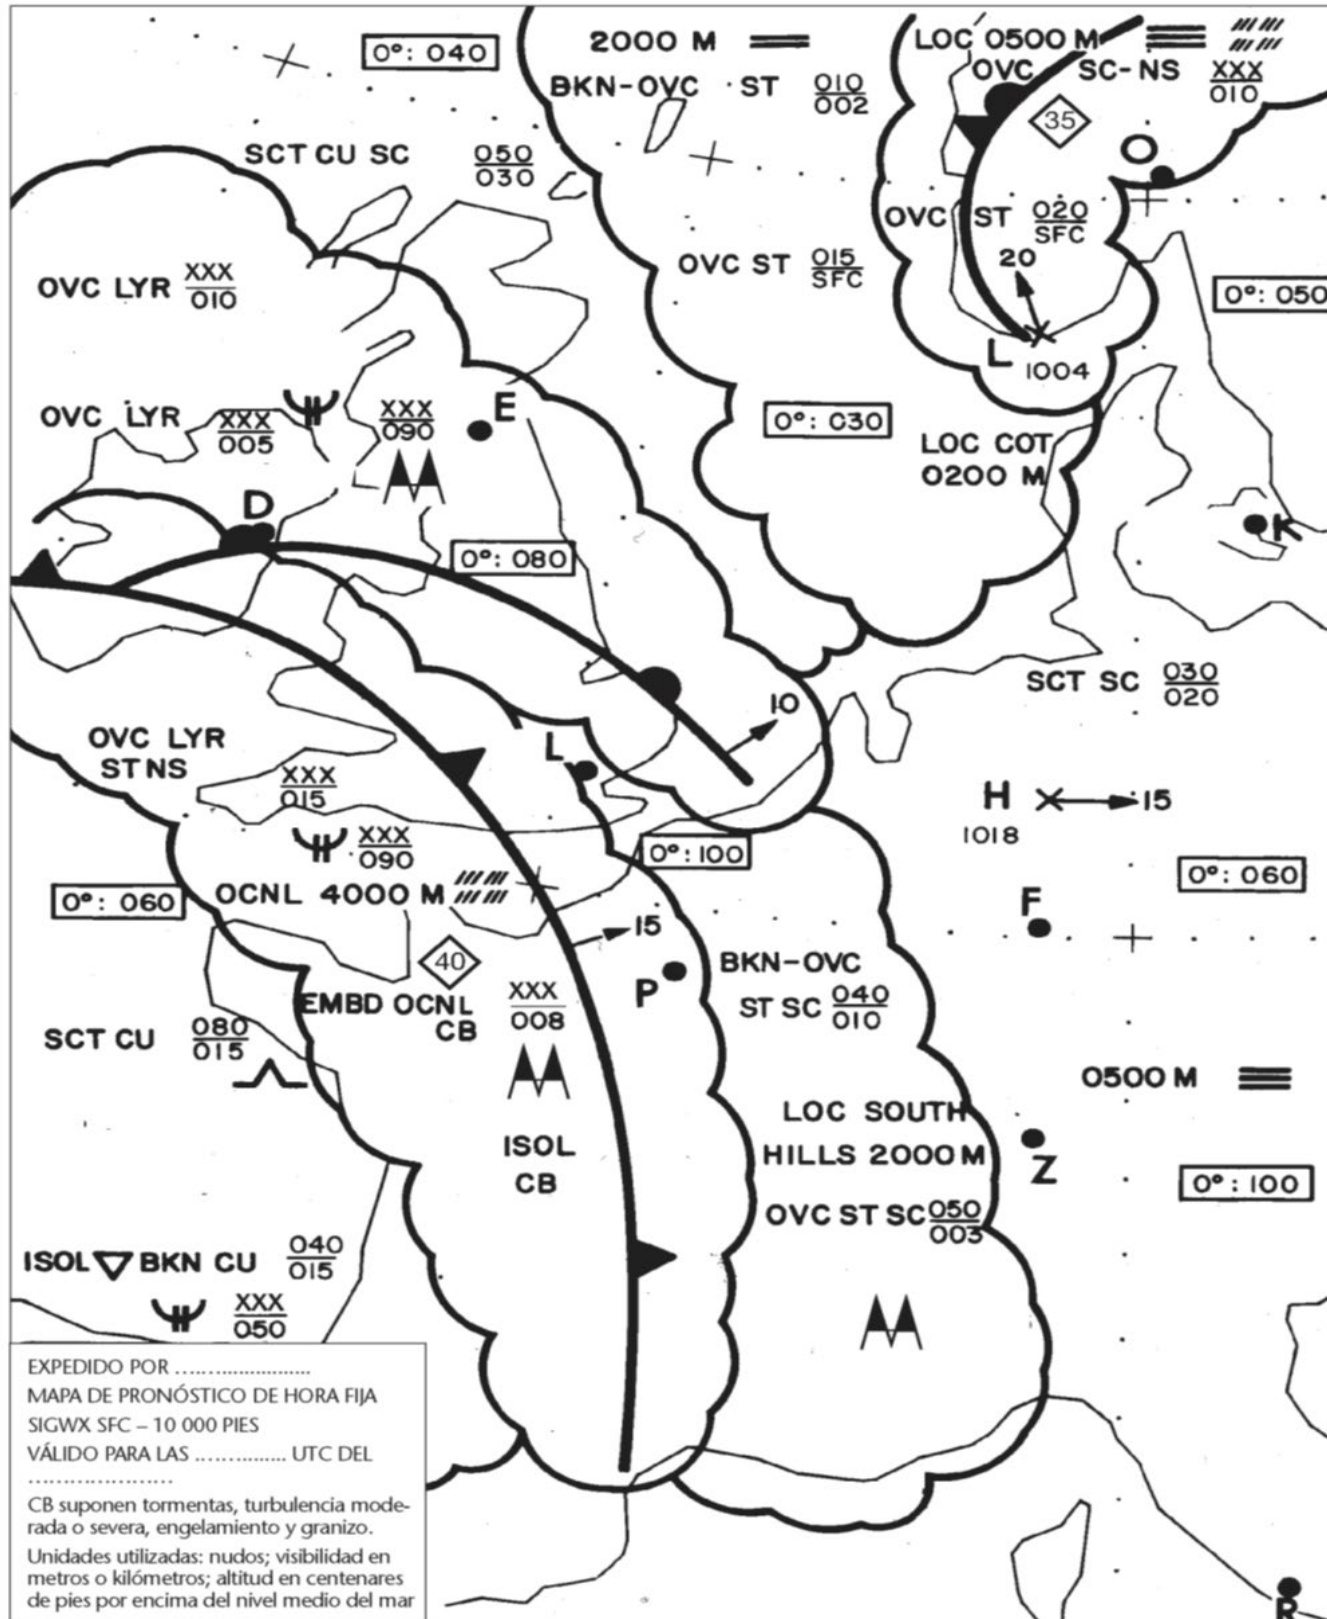 0°: 040
2000 M
BKN-OVC ST 010
002
LOC 0500 M
OVC SC-NS XXX
010
35
SCT CU SC 050
030
O
OVC ST 020
SFC
20
OVC ST 015
SFC
OVC LYR XXX
010
0°: 050
L 1004
OVC LYR XXX
005
XXX
090
E
0°: 030
LOC COT
0200 M
D
K
0°: 080
SCT SC 030
020
10
OVC LYR
ST NS
XXX
015
L
H
15
1018
XXX
090
0°: 100
0°: 060
OCNL 4000 M
0°: 060
F
15
40
P
BKN-OVC
ST SC 040
010
EMBD OCNL
CB
XXX
008
SCT CU 080
015
0500 M
LOC SOUTH
HILLS 2000 M
Z
ISOL
CB
0°: 100
OVC ST SC 050
003
ISOL BKN CU 040
015
XXX
050
EXPEDIDO POR ......................
MAPA DE PRONÓSTICO DE HORA FIJA
SIGWX SFC – 10 000 PIES
VÁLIDO PARA LAS ............... UTC DEL
.....................
CB suponen tormentas, turbulencia mode-
rada o severa, engelamiento y granizo.
Unidades utilizadas: nudos; visibilidad en
metros o kilómetros; altitud en centenares
de pies por encima del nivel medio del mar